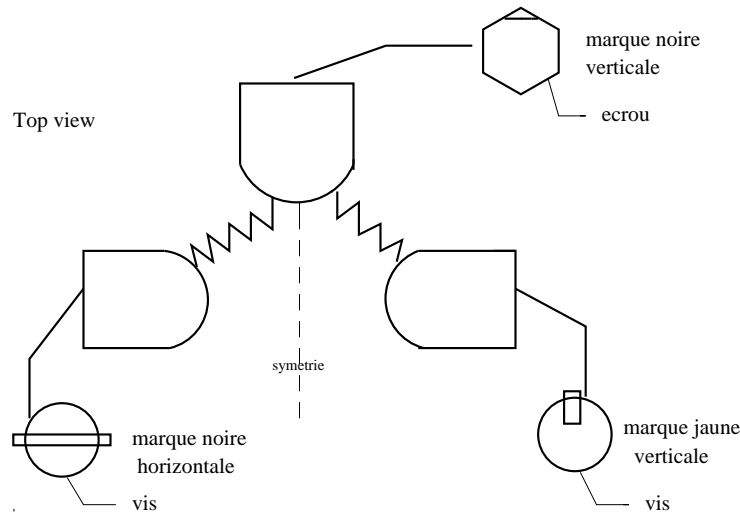 marque noire
verticale
ecrou
Top view
symetrie
marque noire
horizontale
vis
marque jaune
verticale
vis